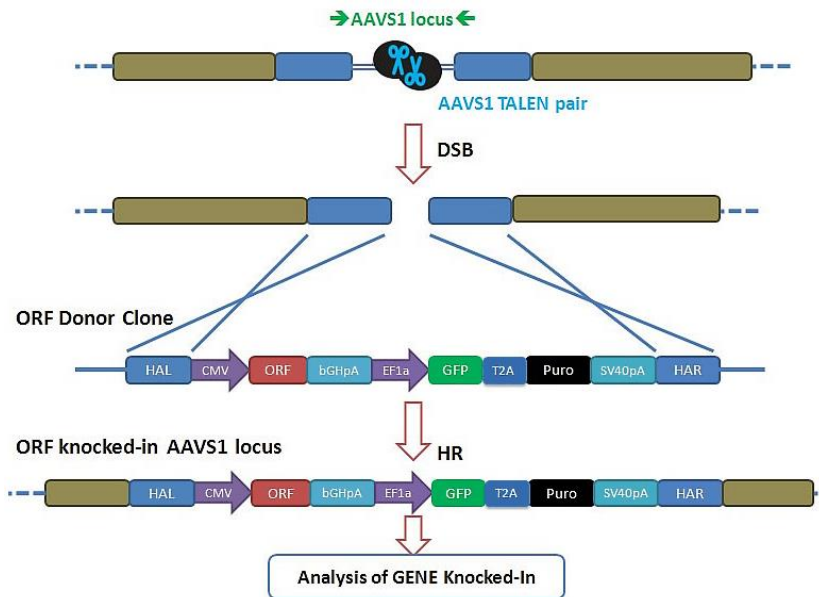 AAVS1 locus
AAVS1 TALEN pair
DSB
ORF Donor Clone
HAL CMV ORF bGHpA EF1a GFP T2A Puro SV40pA HAR
HR
ORF knocked-in AAVS1 locus
HAL CMV ORF bGHpA EF1a GFP T2A Puro SV40pA HAR
Analysis of GENE Knocked-In